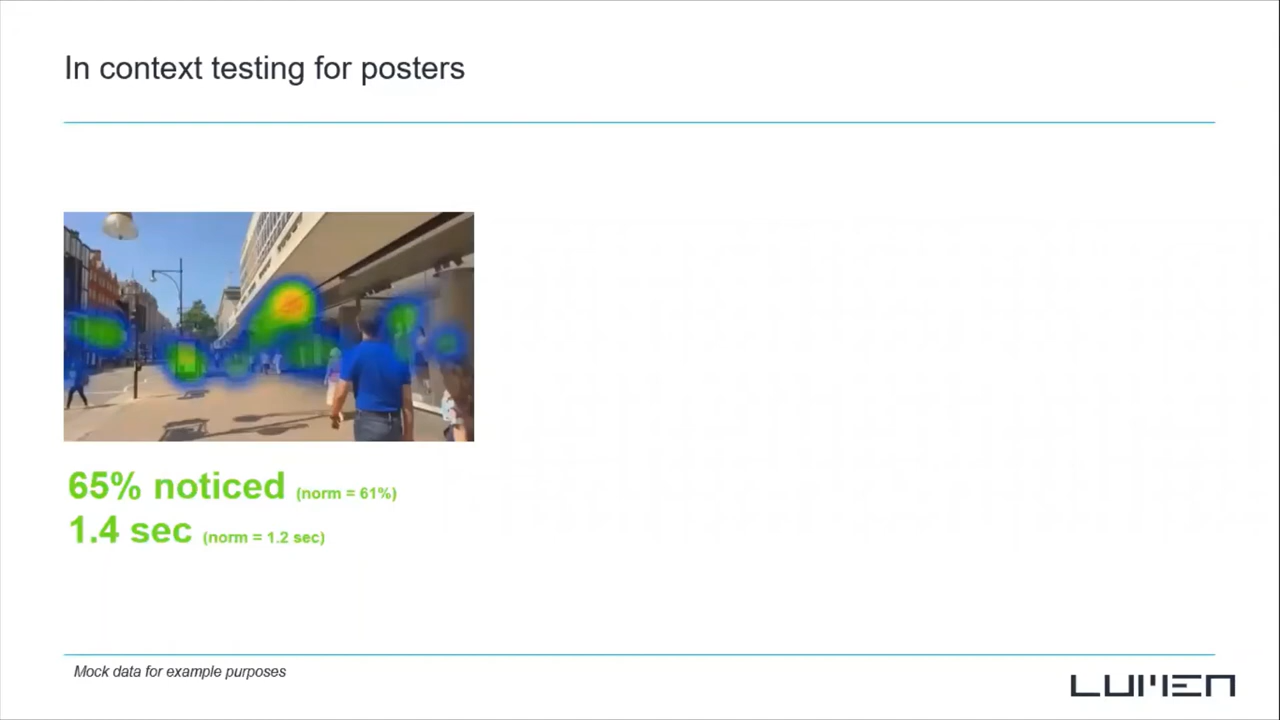 In context testing for posters
65% noticed (norm = 61%)
1.4 sec (norm = 1.2 sec)
Mock data for example purposes
LUMEN